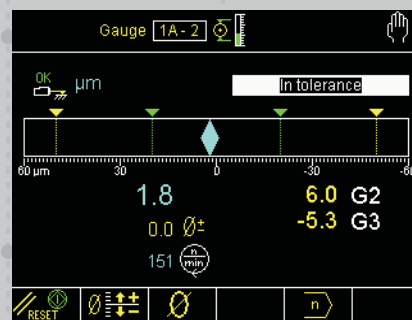 Gauge 1A-2
OK
µm
In tolerance
60 µm 30 0 -30 -60
1.8 6.0 G2
0.0 Ø± -5.3 G3
151 n/min
RESET Ø Ø n